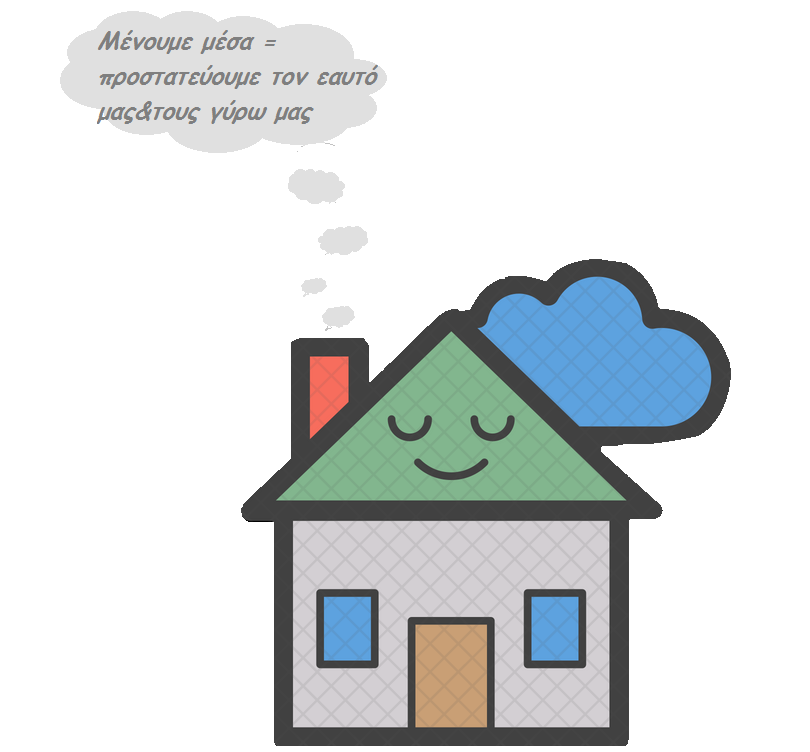 Μένουμε μέσα =
προστατεύουμε τον εαυτό
μας&τους γύρω μας